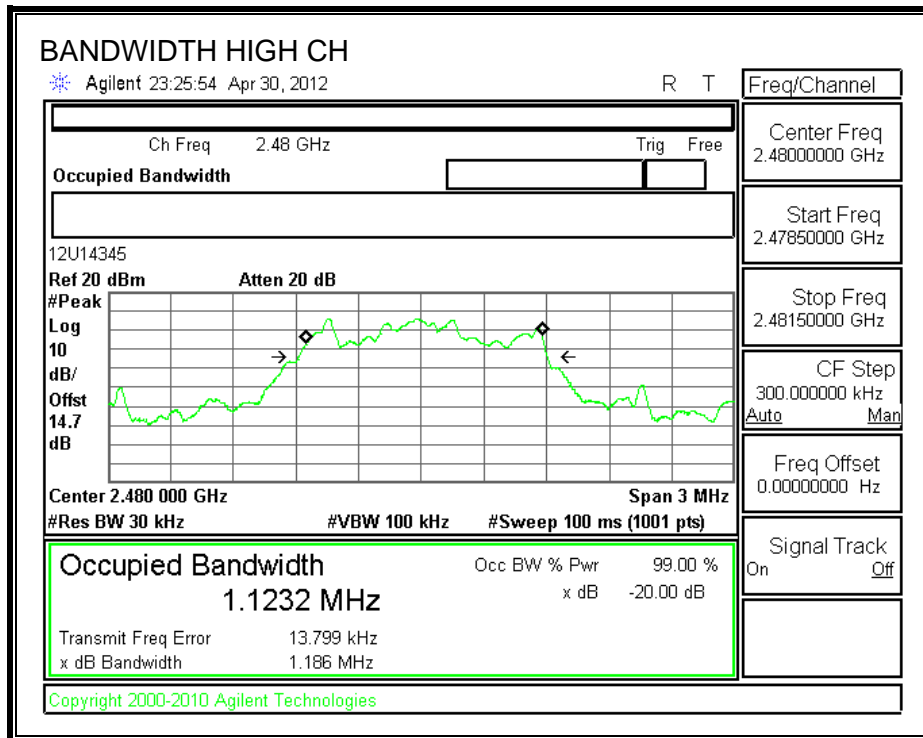 BANDWIDTH HIGH CH
Agilent 23:25:54 Apr 30, 2012 R T
Freq/Channel
Ch Freq 2.48 GHz Trig Free
Occupied Bandwidth
Center Freq
2.48000000 GHz
Start Freq
2.47850000 GHz
Stop Freq
2.48150000 GHz
CF Step
300.000000 kHz
Auto Man
Freq Offset
0.00000000 Hz
Signal Track
On Off
12U14345
Ref 20 dBm Atten 20 dB
#Peak
Log
10
dB/
Offst
14.7
dB
Center 2.480 000 GHz Span 3 MHz
#Res BW 30 kHz #VBW 100 kHz #Sweep 100 ms (1001 pts)
Occupied Bandwidth
1.1232 MHz
Occ BW % Pwr 99.00 %
x dB -20.00 dB
Transmit Freq Error 13.799 kHz
x dB Bandwidth 1.186 MHz
Copyright 2000-2010 Agilent Technologies